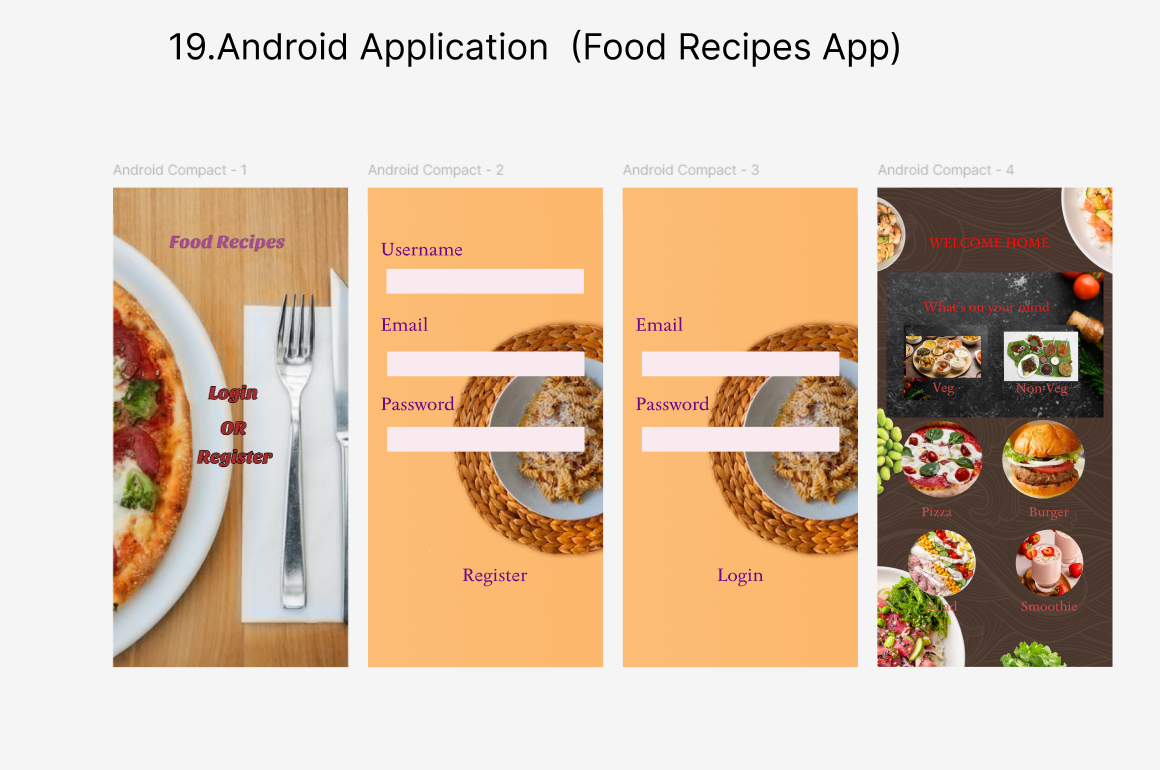 19.Android Application (Food Recipes App)
Android Compact - 1
Food Recipes
Login
OR
Register
Android Compact - 2
Username
Email
Password
Register
Android Compact - 3
Email
Password
Login
Android Compact - 4
WELCOME HOME
What's on your mind
Veg Non-Veg
Pizza Burger
Smoothie